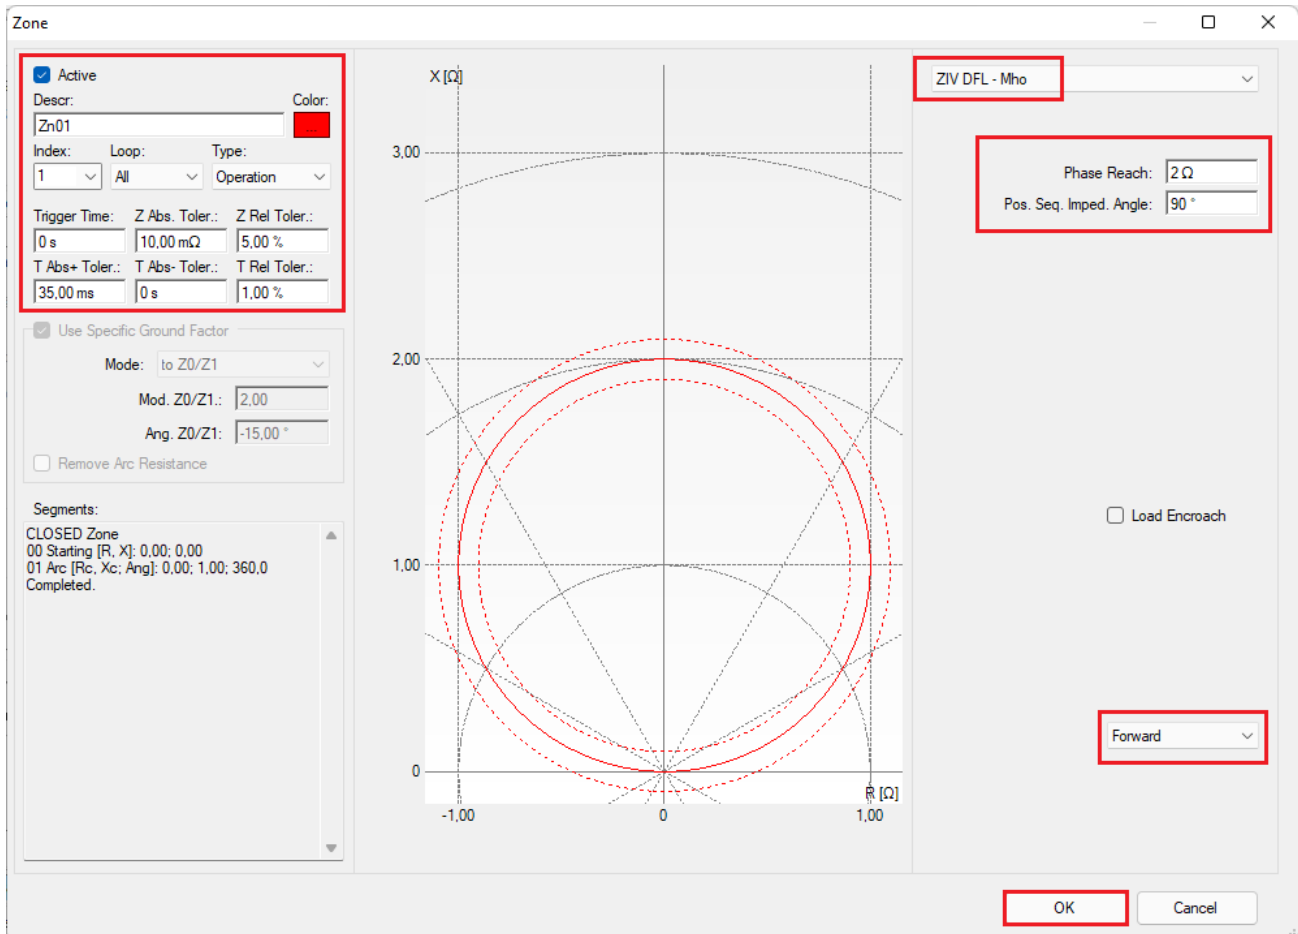 Zone
Active
Descr: Color:
Zn01 ...
Index: Loop: Type:
1 All Operation
Trigger Time: Z Abs. Toler.: Z Rel Toler.:
0 s 10,00 mΩ 5,00 %
T Abs+ Toler.: T Abs- Toler.: T Rel Toler.:
35,00 ms 0 s 1,00 %
Use Specific Ground Factor
Mode: to Z0/Z1
Mod. Z0/Z1.: 2,00
Ang. Z0/Z1: -15,00 °
Remove Arc Resistance
Segments:
CLOSED Zone
00 Starting [R, X]: 0,00; 0,00
01 Arc [Rc, Xc; Ang]: 0,00; 1,00; 360,0
Completed.
X [Ω]
3,00
2,00
1,00
0
R [Ω]
-1,00 0 1,00
ZIV DFL - Mho
Phase Reach: 2 Ω
Pos. Seq. Imped. Angle: 90 °
Load Encroach
Forward
OK Cancel